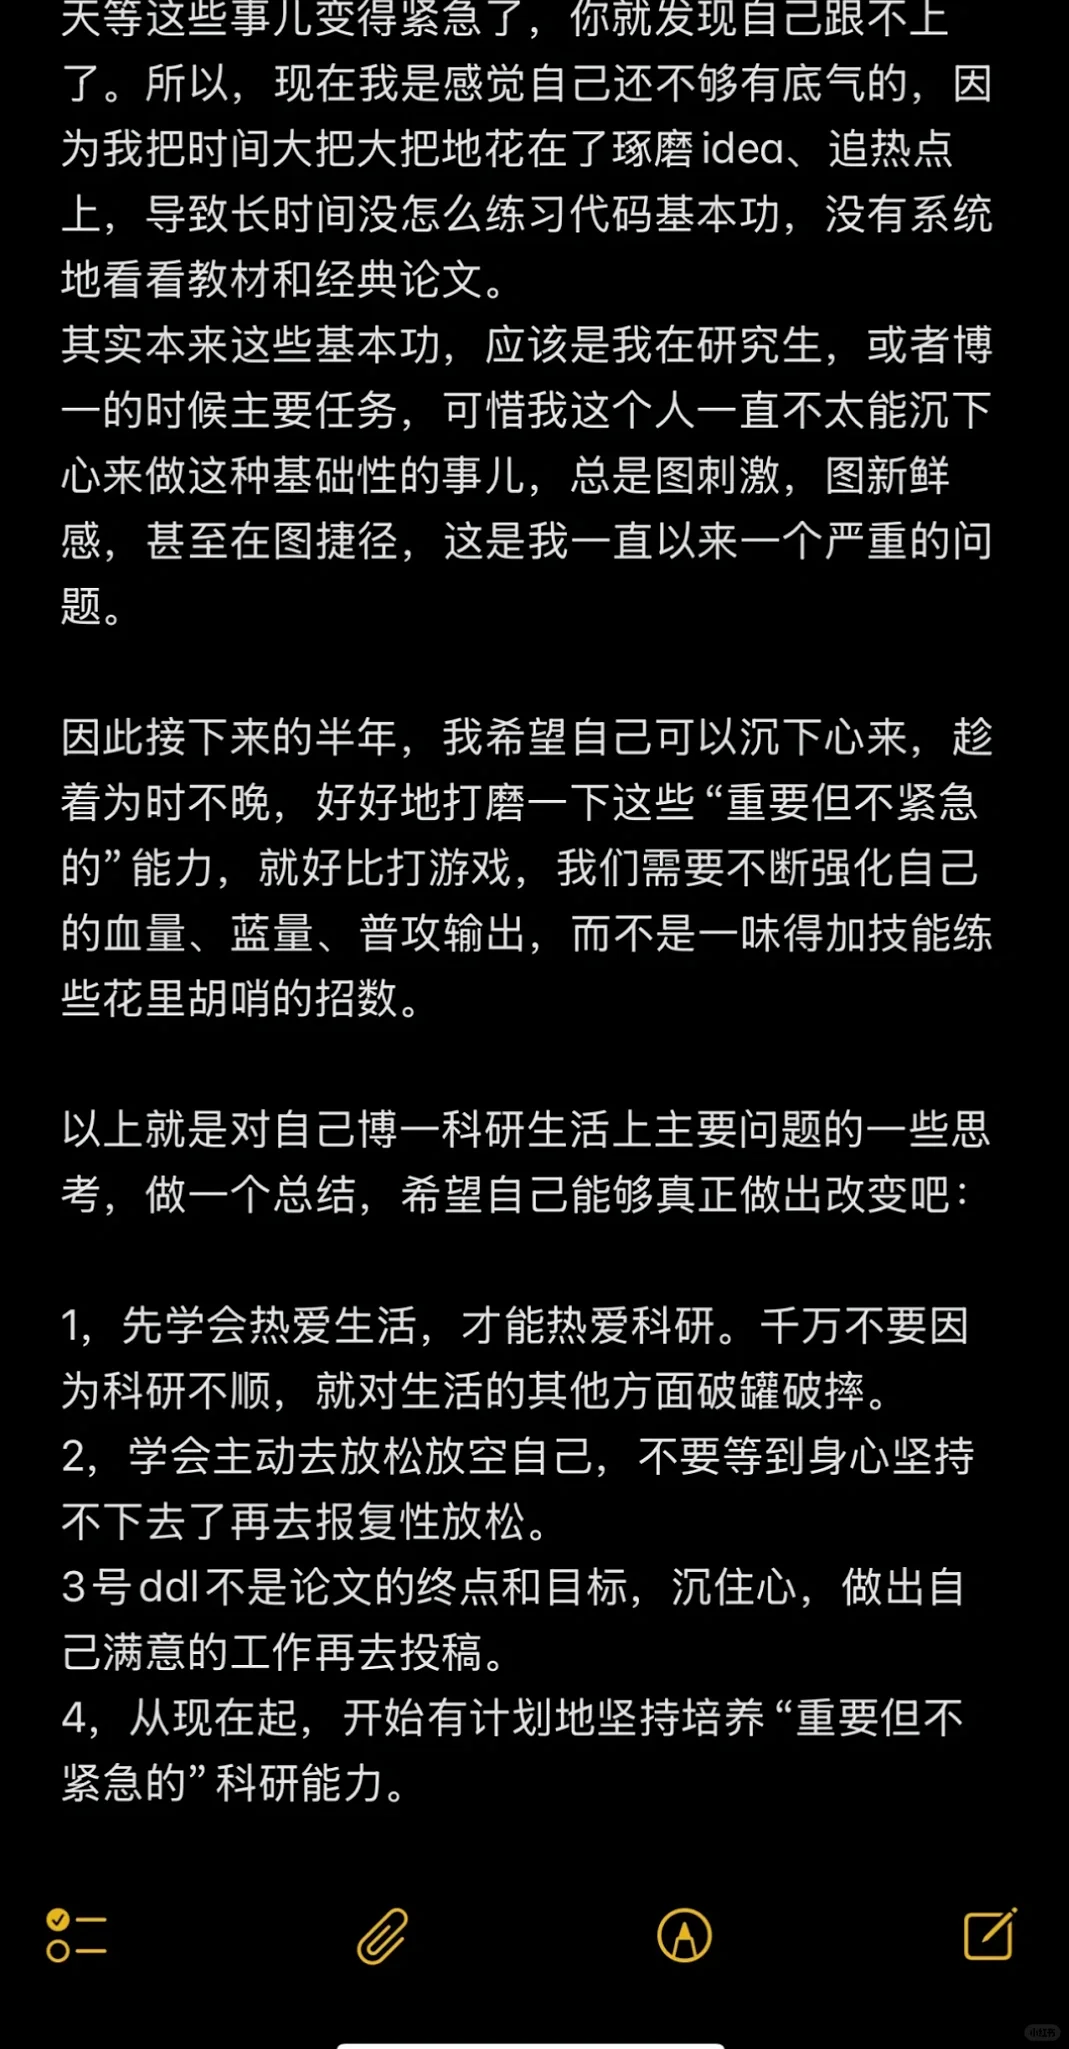 天等这些事儿变得紧急了，你就发现自己跟不上
了。所以，现在我是感觉自己还不够有底气的，因
为我把时间大把大把地花在了琢磨idea、追热点
上，导致长时间没怎么练习代码基本功，没有系统
地看看教材和经典论文。
其实本来这些基本功，应该是我在研究生，或者博
一的时候主要任务，可惜我这个人一直不太能沉下
心来做这种基础性的事儿，总是图刺激，图新鲜
感，甚至在图捷径，这是我一直以来一个严重的问
题。
因此接下来的半年，我希望自己可以沉下心来，趁
着为时不晚，好好地打磨一下这些“重要但不紧急
的”能力，就好比打游戏，我们需要不断强化自己
的血量、蓝量、普攻输出，而不是一味得加技能练
些花里胡哨的招数。
以上就是对自己博一科研生活上主要问题的一些思
考，做一个总结，希望自己能够真正做出改变吧：
1，先学会热爱生活，才能热爱科研。千万不要因
为科研不顺，就对生活的其他方面破罐破摔。
2，学会主动去放松放空自己，不要等到身心坚持
不下去了再去报复性放松。
3号ddl不是论文的终点和目标，沉住心，做出自
己满意的工作再去投稿。
4，从现在起，开始有计划地坚持培养“重要但不
紧急的”科研能力。
小红书